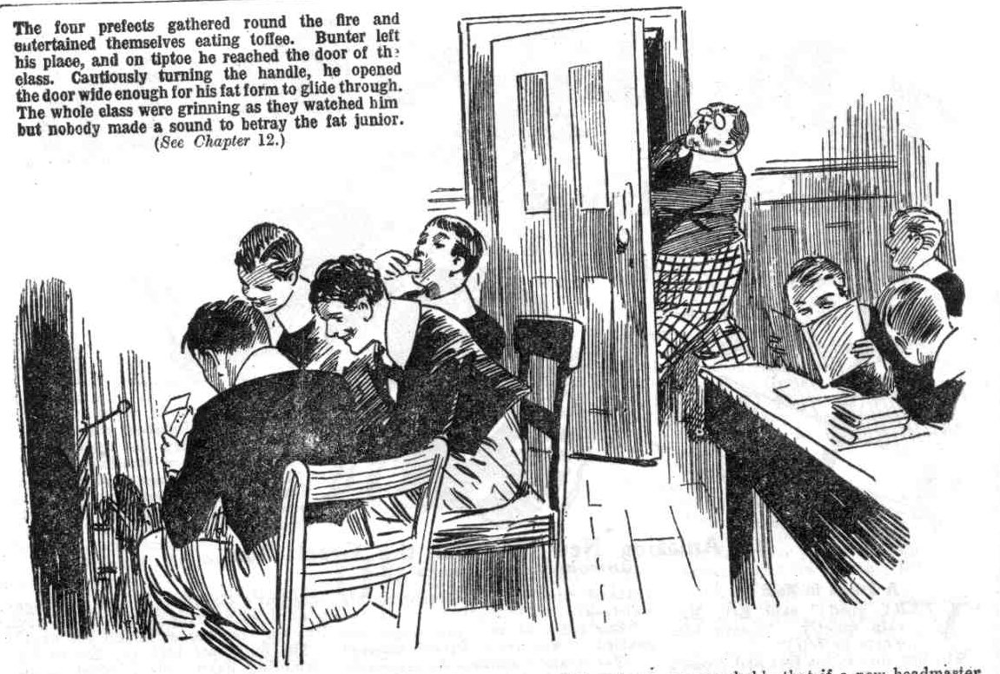 The four prefects gathered round the fire and
entertained themselves eating toffee. Bunter left
his place, and on tiptoe he reached the door of the
class. Cautiously turning the handle, he opened
the door wide enough for his fat form to glide through.
The whole class were grinning as they watched him
but nobody made a sound to betray the fat junior.
(See Chapter 12.)
that if a new headmaster